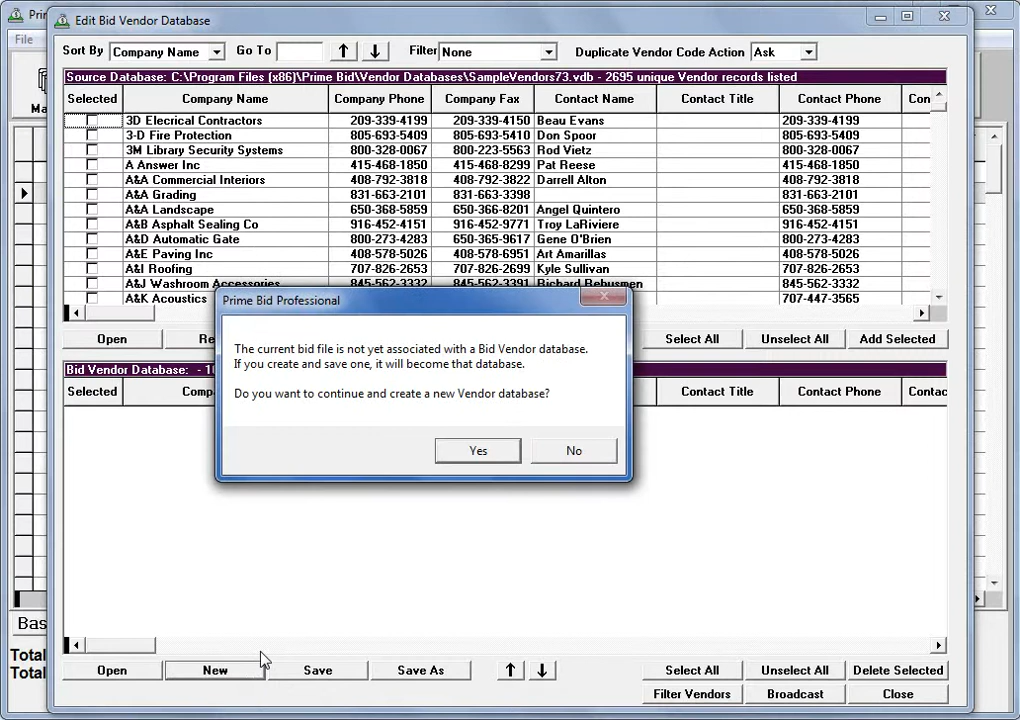 Prim
Edit Bid Vendor Database
File
Sort By Company Name Go To Filter None Duplicate Vendor Code Action Ask
Source Database: C:\Program Files (x86)\Prime Bid\Vendor Databases\SampleVendors73.vdb - 2695 unique Vendor records listed
Selected Company Name Company Phone Company Fax Contact Name Contact Title Contact Phone Con
Ma
3D Elecrical Contractors 209-339-4199 209-339-4150 Beau Evans 209-339-4199
3-D Fire Protection 805-693-5409 805-693-5410 Don Spoor 805-693-5409
3M Library Security Systems 800-328-0067 800-223-5563 Rod Vietz 800-328-0067
A Answer Inc 415-468-1850 415-468-8299 Pat Reese 415-468-1850
A&A Commercial Interiors 408-792-3818 408-792-3822 Darrell Alton 408-792-3818
A&A Grading 831-663-2101 831-663-3398 831-663-2101
A&A Landscape 650-368-5859 650-366-8201 Angel Quintero 650-368-5859
A&B Asphalt Sealing Co 916-452-4151 916-452-9771 Troy LaRiviere 916-452-4151
A&D Automatic Gate 800-273-4283 650-365-9617 Gene O'Brien 800-273-4283
A&E Paving Inc 408-578-5026 408-578-6951 Art Amarillas 408-578-5026
A&I Roofing 707-826-2653 707-826-2699 Kyle Sullivan 707-826-2653
A&J Washroom Accessories 845-562-3332 845-562-3391 Richard Rebusmen 845-562-3332
A&K Acoustics 707-447-3565
Prime Bid Professional
Open Re Select All Unselect All Add Selected
The current bid file is not yet associated with a Bid Vendor database.
If you create and save one, it will become that database.
Do you want to continue and create a new Vendor database?
Yes No
Bid Vendor Database: - 10
Selected Comp Contact Title Contact Phone Contac
Bas
Total
Total
Open New Save Save As Select All Unselect All Delete Selected
Filter Vendors Broadcast Close